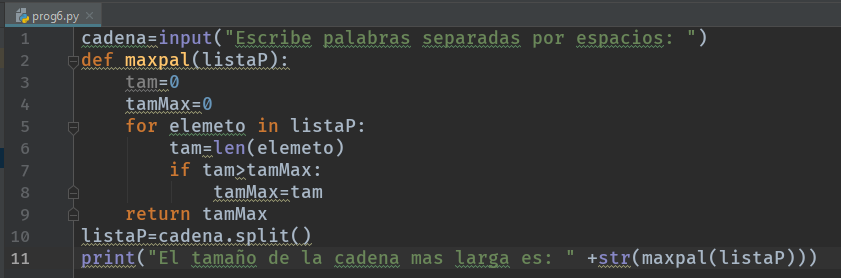 prog6.py
1 cadena=input("Escribe palabras separadas por espacios: ")
2 def maxpal(listaP):
3 tam=0
4 tamMax=0
5 for elemeto in listaP:
6 tam=len(elemeto)
7 if tam>tamMax:
8 tamMax=tam
9 return tamMax
10 listaP=cadena.split()
11 print("El tamaño de la cadena mas larga es: " +str(maxpal(listaP)))